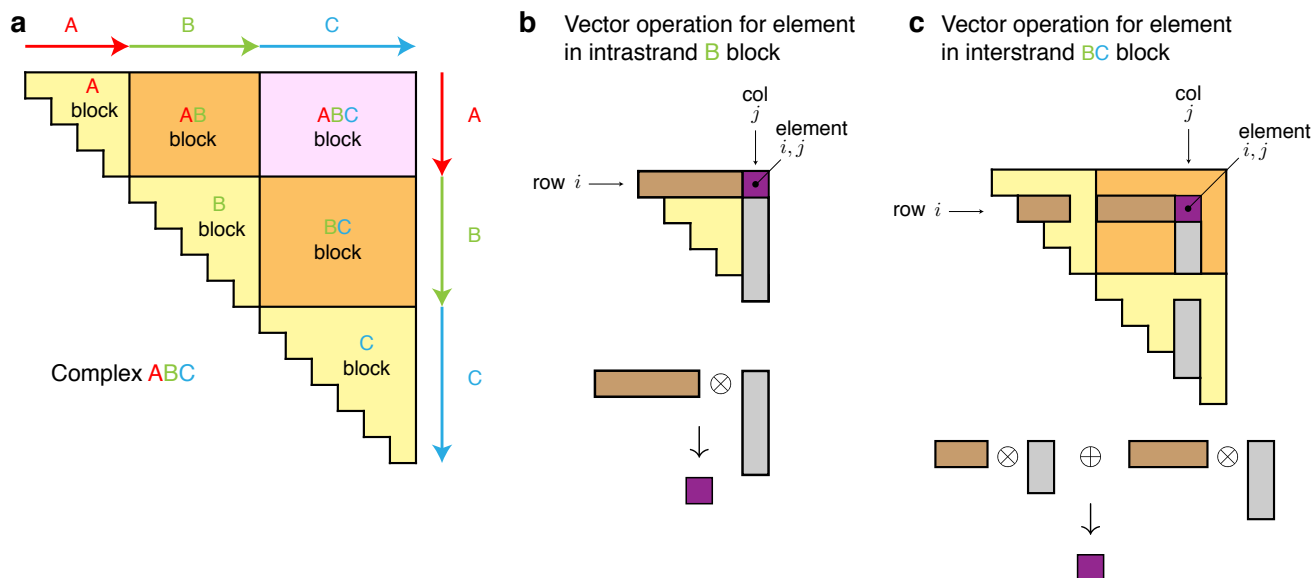 a
A B C
A
block
AB
block
ABC
block
A
B
block
BC
block
B
C
block
C
Complex ABC
b Vector operation for element
in intrastrand B block
col
j
element
i, j
row i
c Vector operation for element
in interstrand BC block
col
j
element
i, j
row i